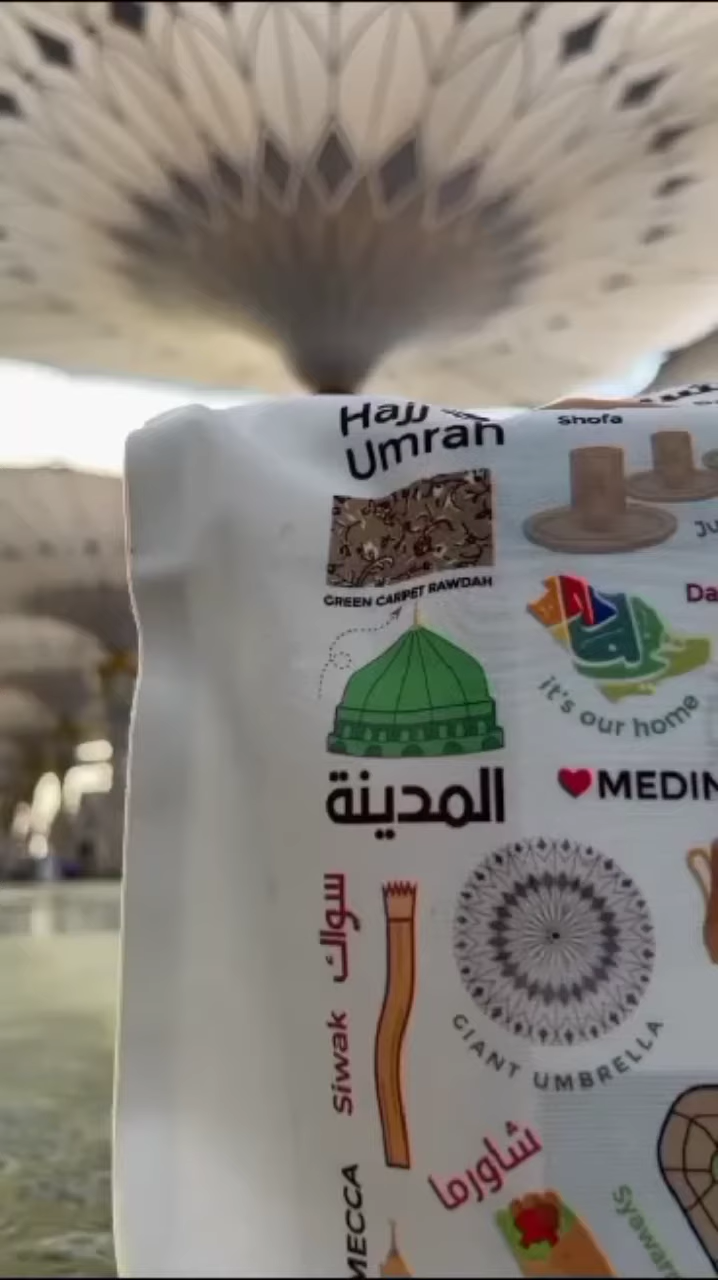 Hajj
Umrah
Shofa
GREEN CARPET RAWDAH
it's our home
المدينة
MEDIN
سواك
Siwak
GIANT UMBRELLA
شاورما
MECCA